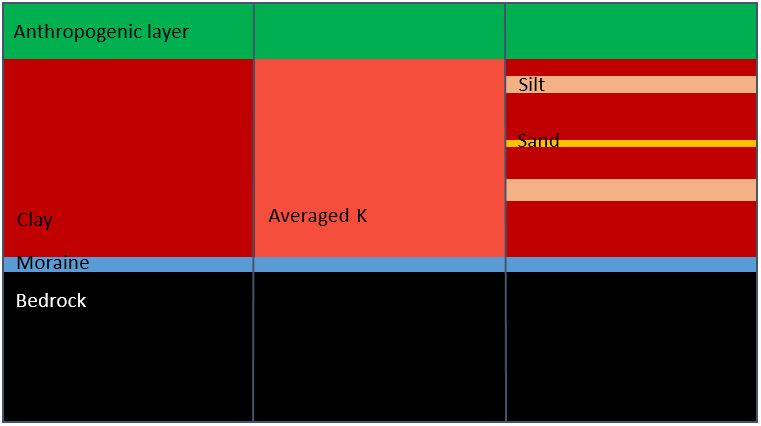 Anthropogenic layer
Silt
Sand
Clay
Averaged K
Moraine
Bedrock